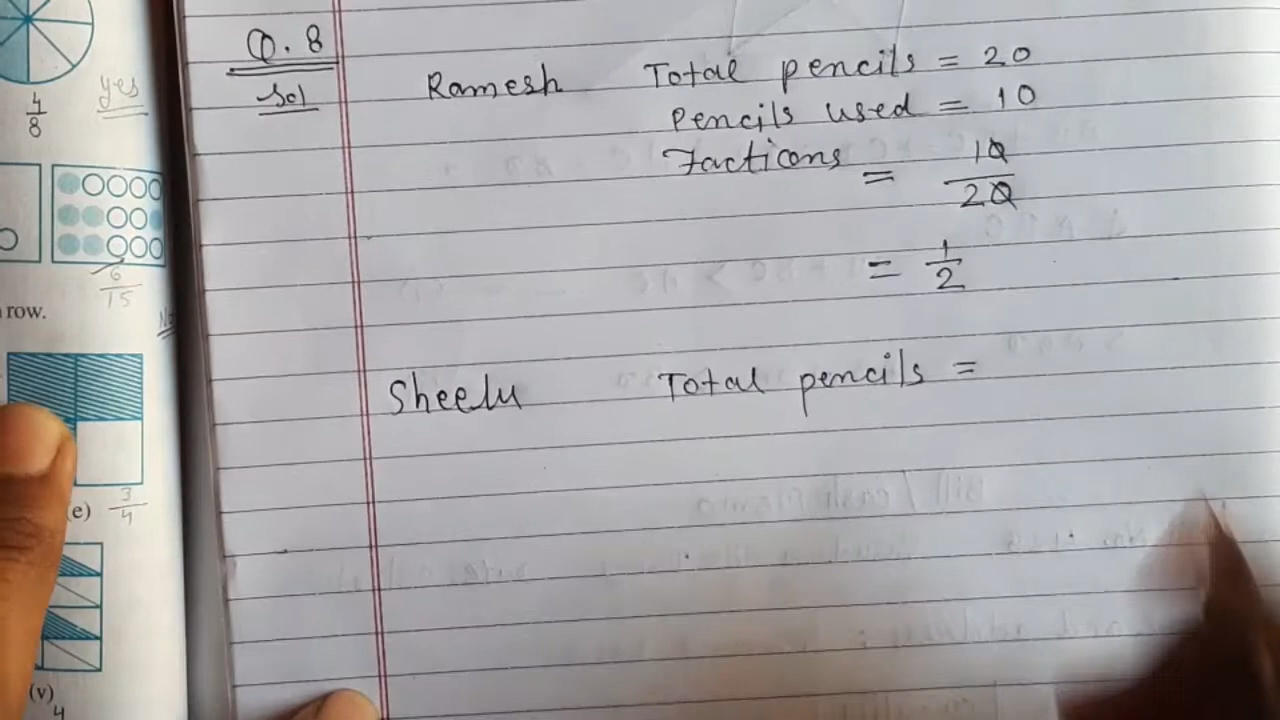 4/8
yes
6/15
row.
(e) 3/4
(v)
4
Q. 8
Sol
Ramesh Total pencils = 20
Pencils used = 10
Factions = 10/20
= 1/2
Sheelu Total pencils =